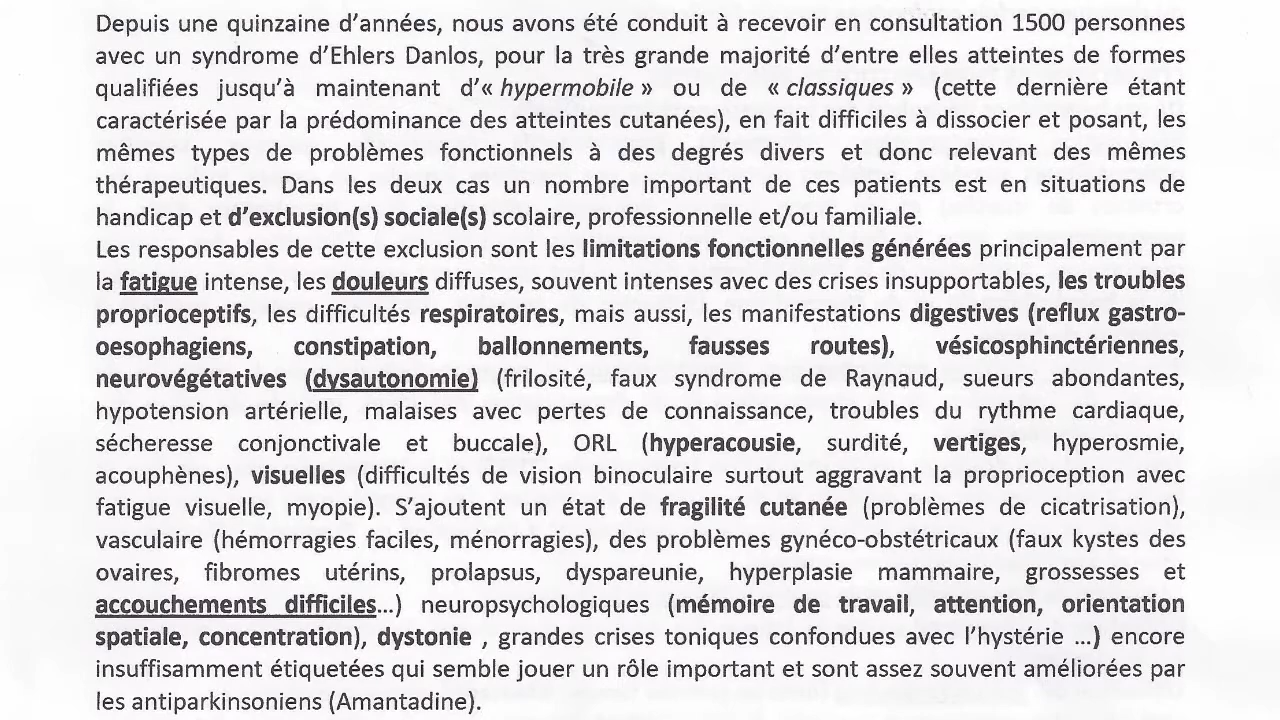 Depuis une quinzaine d’années, nous avons été conduit à recevoir en consultation 1500 personnes
avec un syndrome d’Ehlers Danlos, pour la très grande majorité d’entre elles atteintes de formes
qualifiées jusqu’à maintenant d’« hypermobile » ou de « classiques » (cette dernière étant
caractérisée par la prédominance des atteintes cutanées), en fait difficiles à dissocier et posant, les
mêmes types de problèmes fonctionnels à des degrés divers et donc relevant des mêmes
thérapeutiques. Dans les deux cas un nombre important de ces patients est en situations de
handicap et d’exclusion(s) sociale(s) scolaire, professionnelle et/ou familiale.
Les responsables de cette exclusion sont les limitations fonctionnelles générées principalement par
la fatigue intense, les douleurs diffuses, souvent intenses avec des crises insupportables, les troubles
proprioceptifs, les difficultés respiratoires, mais aussi, les manifestations digestives (reflux gastro-
oesophagiens, constipation, ballonnements, fausses routes), vésicosphinctériennes,
neurovégétatives (dysautonomie) (frilosité, faux syndrome de Raynaud, sueurs abondantes,
hypotension artérielle, malaises avec pertes de connaissance, troubles du rythme cardiaque,
sécheresse conjonctivale et buccale), ORL (hyperacousie, surdité, vertiges, hyperosmie,
acouphènes), visuelles (difficultés de vision binoculaire surtout aggravant la proprioception avec
fatigue visuelle, myopie). S’ajoutent un état de fragilité cutanée (problèmes de cicatrisation),
vasculaire (hémorragies faciles, ménorragies), des problèmes gynéco-obstétricaux (faux kystes des
ovaires, fibromes utérins, prolapsus, dyspareunie, hyperplasie mammaire, grossesses et
accouchements difficiles...) neuropsychologiques (mémoire de travail, attention, orientation
spatiale, concentration), dystonie , grandes crises toniques confondues avec l’hystérie ...) encore
insuffisamment étiquetées qui semble jouer un rôle important et sont assez souvent améliorées par
les antiparkinsoniens (Amantadine).